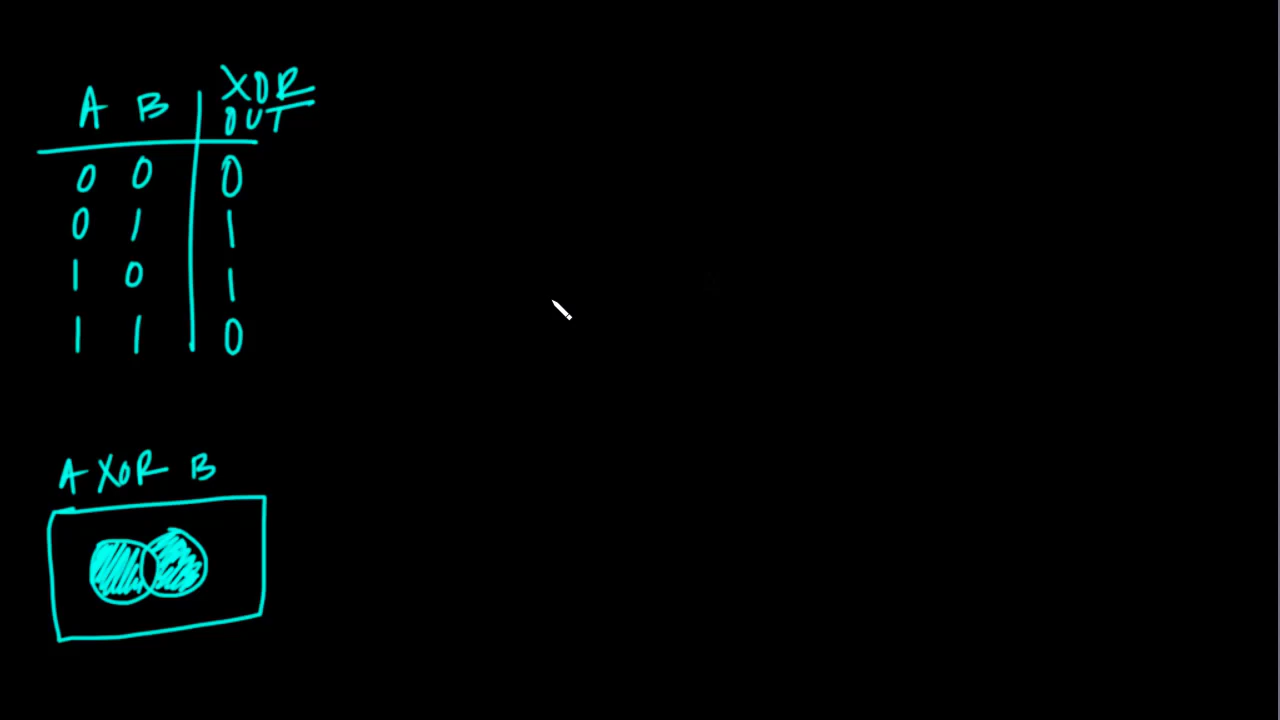 A B XOR OUT
0 0 0
0 1 1
1 0 1
1 1 0
A XOR B